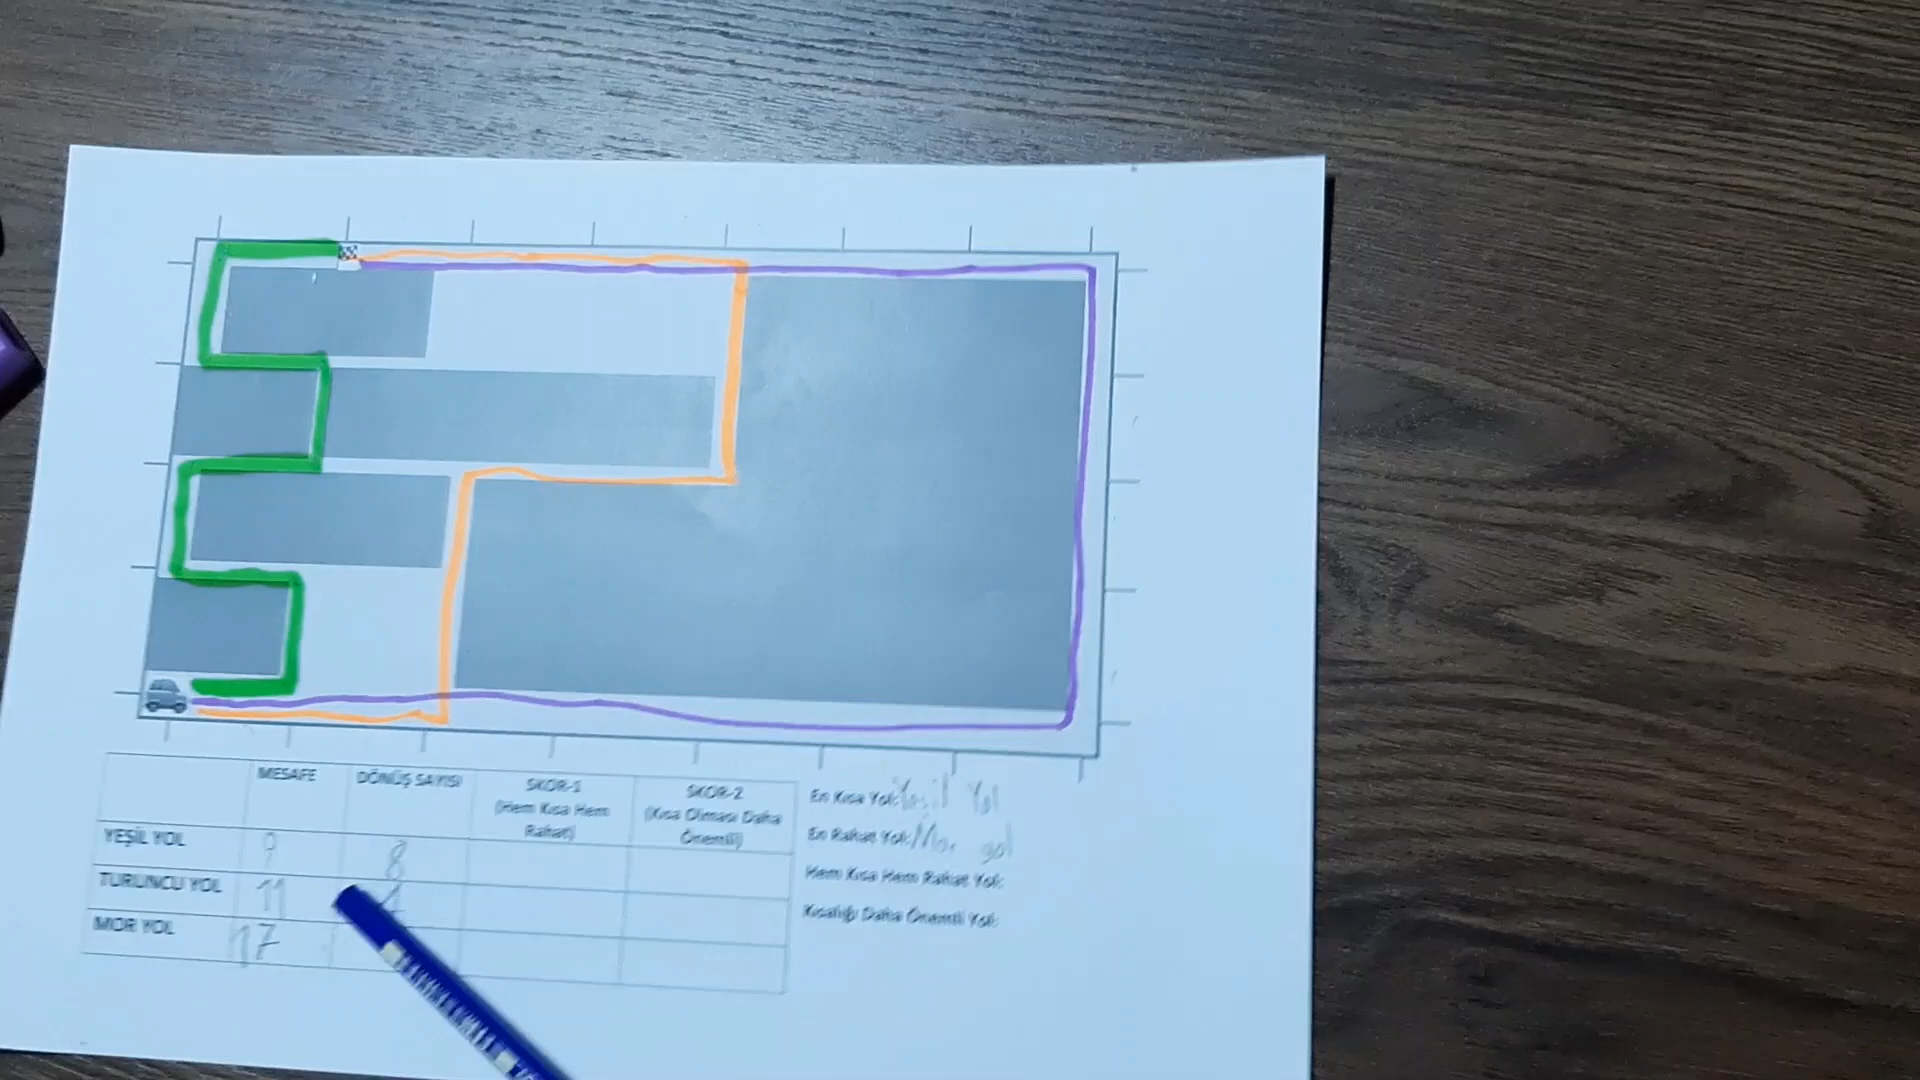 MESAFE
DÖNÜŞ SAYISI
SKOR-1
(Hem Kısa Hem
Rahat)
SKOR-2
(Kısa Olması Daha
Önemli)
YEŞİL YOL
9
8
TURUNCU YOL
11
MOR YOL
17
En Kısa Yol: Yeşil Yol
En Rahat Yol: Mor yol
Hem Kısa Hem Rahat Yol:
Kısalığı Daha Önemli Yol: